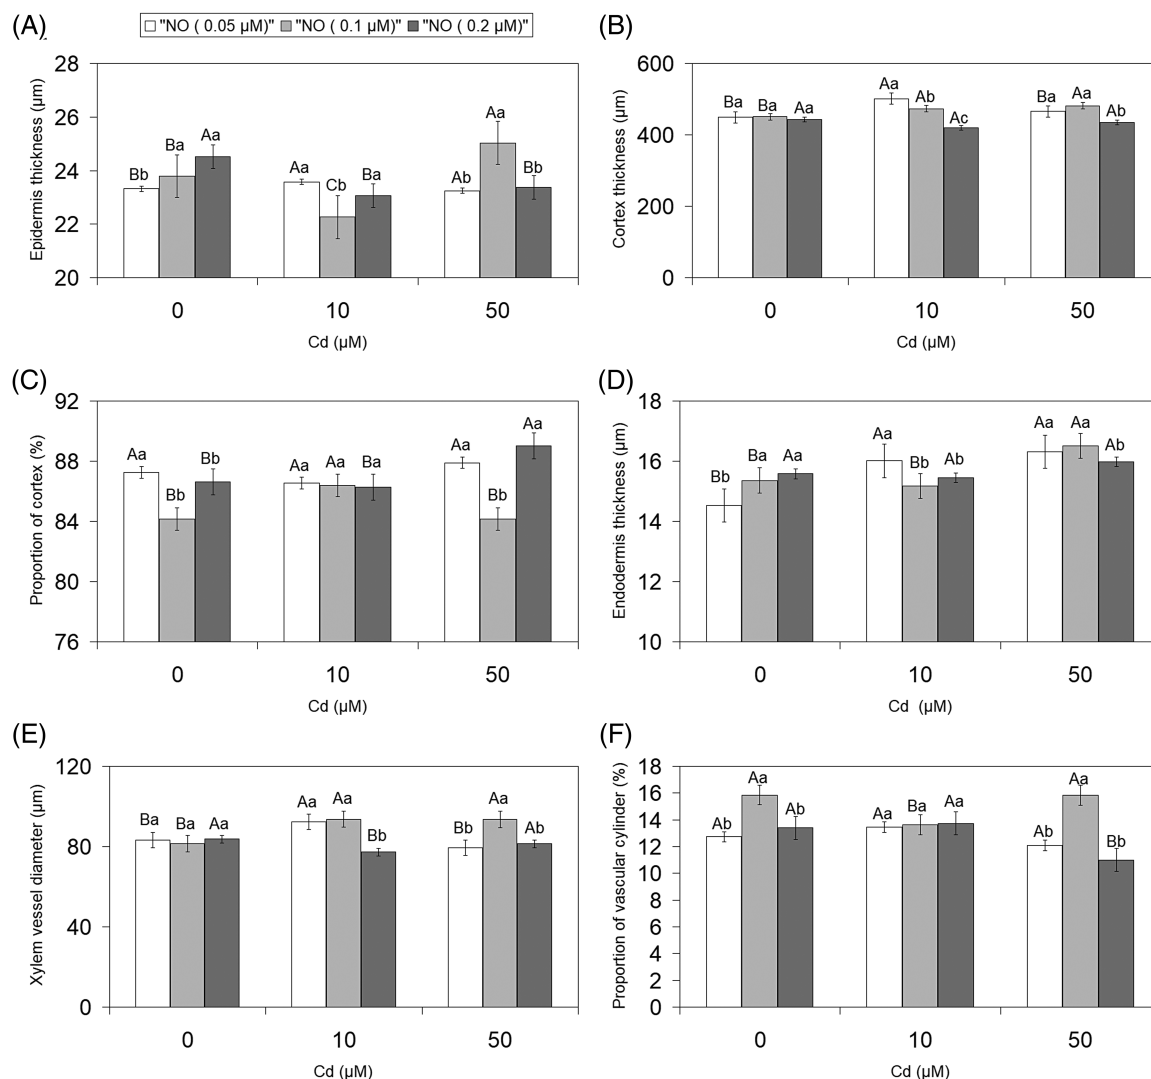 (A)
"NO ( 0.05 µM)" "NO ( 0.1 µM)" "NO ( 0.2 µM)"
Epidermis thickness (µm)
28
26
24
22
20
Bb Ba Aa
Aa Cb Ba
Ab Aa Bb
0 10 50
Cd (µM)
(B)
Cortex thickness (µm)
600
400
200
0
Ba Ba Aa
Aa Ab Ac
Ba Aa Ab
0 10 50
Cd (µM)
(C)
Proportion of cortex (%)
92
88
84
80
76
Aa Bb Bb
Aa Aa Ba
Aa Bb Aa
0 10 50
Cd (µM)
(D)
Endodermis thickness (µm)
18
16
14
12
10
Bb Ba Aa
Aa Bb Ab
Aa Aa Ab
0 10 50
Cd (µM)
(E)
Xylem vessel diameter (µm)
120
80
40
0
Ba Ba Aa
Aa Aa Bb
Bb Aa Ab
0 10 50
Cd (µM)
(F)
Proportion of vascular cylinder (%)
18
16
14
12
10
8
6
4
2
0
Ab Aa Ab
Aa Ba Aa
Ab Aa Bb
0 10 50
Cd (µM)